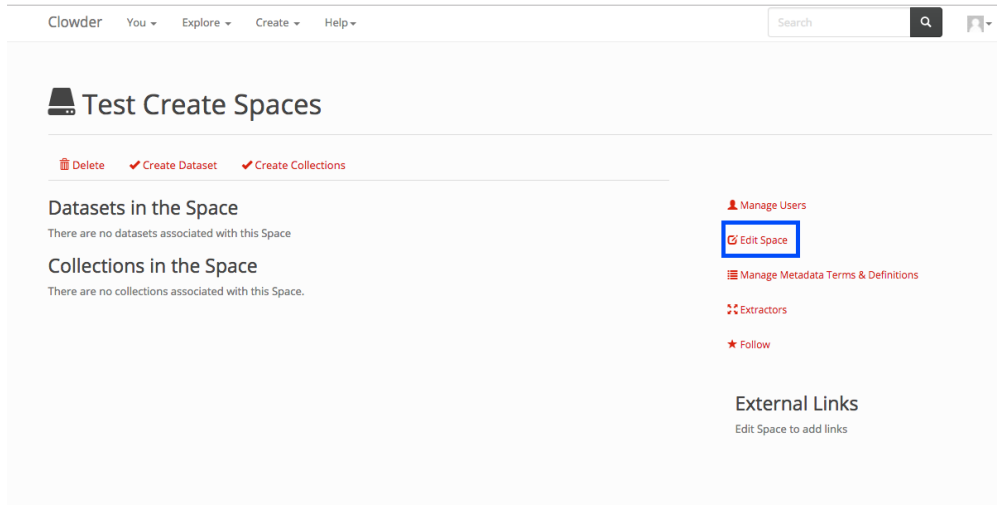 Clowder You Explore Create Help Search
Test Create Spaces
Delete Create Dataset Create Collections
Datasets in the Space
There are no datasets associated with this Space
Collections in the Space
There are no collections associated with this Space.
Manage Users
Edit Space
Manage Metadata Terms & Definitions
Extractors
Follow
External Links
Edit Space to add links